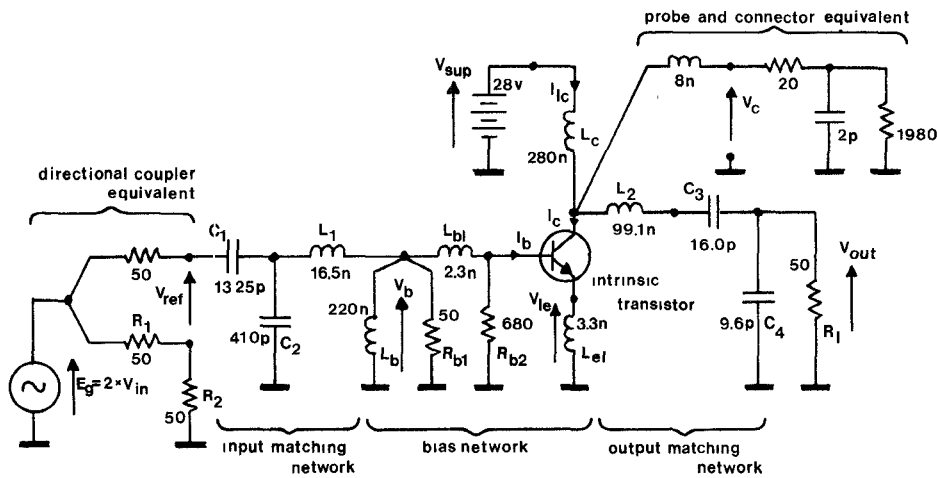 probe and connector equivalent
V_sup
28v
I_lc
L_c
280n
8n
V_c
20
2p
1980
directional coupler
equivalent
50
V_ref
R_1
50
R_2
50
E_g=2×V_in
C_1
1325p
410p
C_2
L_1
16,5n
220n
L_b
V_b
50
R_b1
L_bl
2.3n
680
R_b2
I_b
I_c
intrinsic
transistor
V_le
3.3n
L_el
L_2
99.1n
C_3
16.0p
9.6p
C_4
50
R_l
V_out
input matching
network
bias network
output matching
network